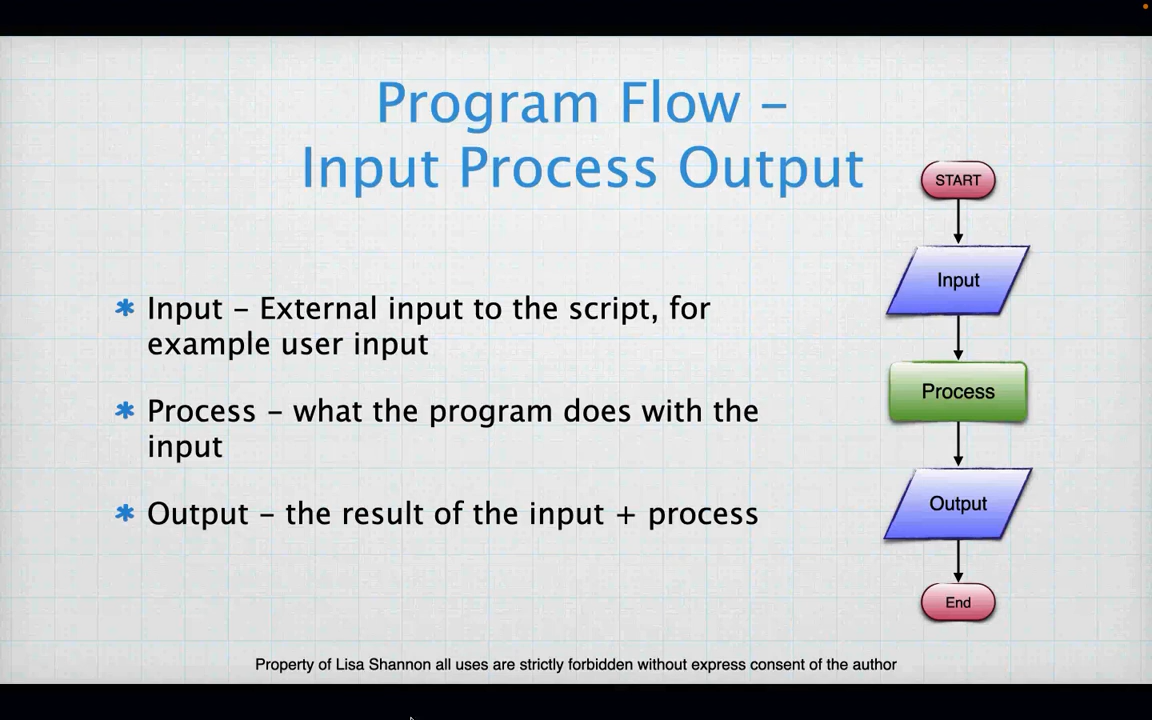 Program Flow –
Input Process Output
START
Input
Process
Output
End
* Input – External input to the script, for
example user input
* Process – what the program does with the
input
* Output – the result of the input + process
Property of Lisa Shannon all uses are strictly forbidden without express consent of the author